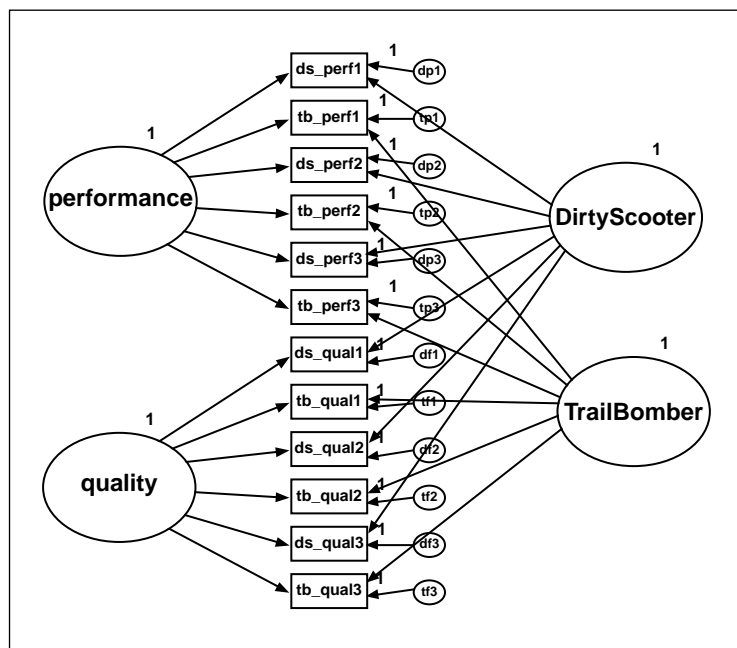 1
ds_perf1
dp1
1
1
tb_perf1
tp1
1
1
ds_perf2
dp2
performance
1
tb_perf2
tp2
DirtyScooter
1
ds_perf3
dp3
1
tb_perf3
tp3
1
ds_qual1
1
df1
1
tb_qual1
1
tf1
TrailBomber
ds_qual2
1
df2
quality
tb_qual2
1
tf2
ds_qual3
1
df3
tb_qual3
1
tf3